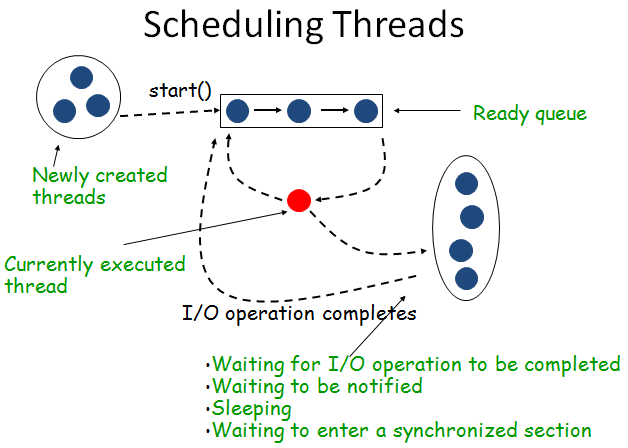 Scheduling Threads
start()
Ready queue
Newly created
threads
Currently executed
thread
I/O operation completes
•Waiting for I/O operation to be completed
•Waiting to be notified
•Sleeping
•Waiting to enter a synchronized section